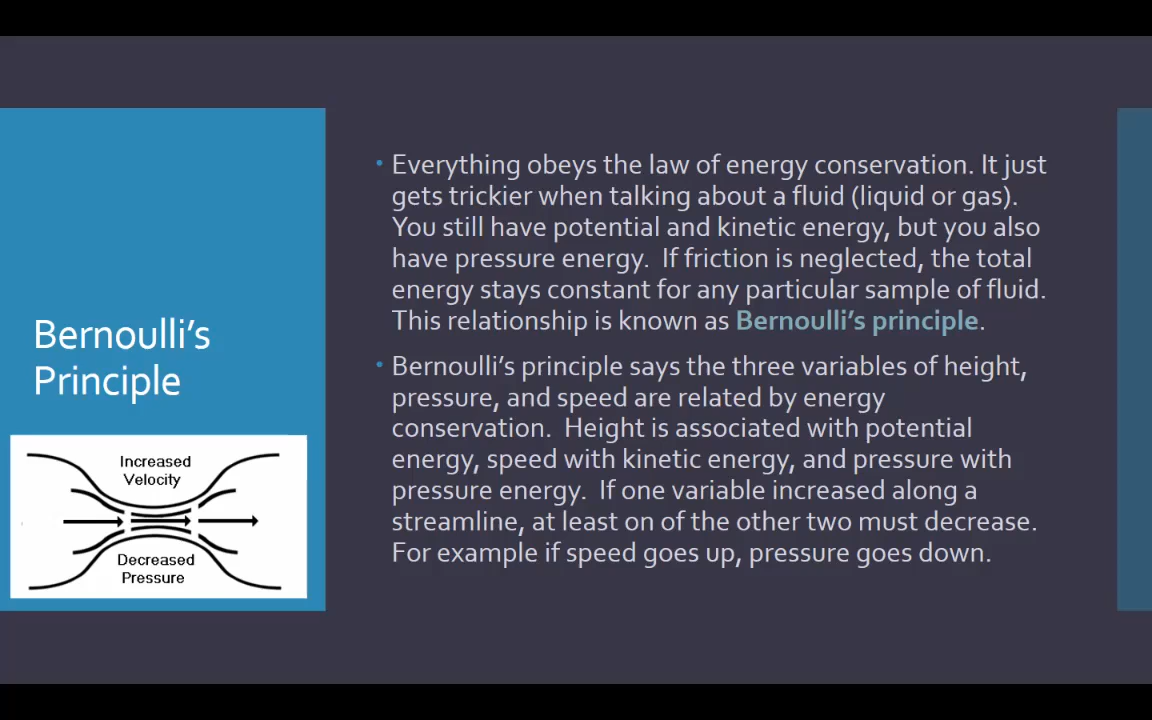 Everything obeys the law of energy conservation. It just
gets trickier when talking about a fluid (liquid or gas).
You still have potential and kinetic energy, but you also
have pressure energy.  If friction is neglected, the total
energy stays constant for any particular sample of fluid.
This relationship is known as Bernoulli's principle.
Bernoulli's principle says the three variables of height,
pressure, and speed are related by energy
conservation.  Height is associated with potential
energy, speed with kinetic energy, and pressure with
pressure energy.  If one variable increased along a
streamline, at least on of the other two must decrease.
For example if speed goes up, pressure goes down.
Bernoulli's
Principle
Increased
Velocity
Decreased
Pressure